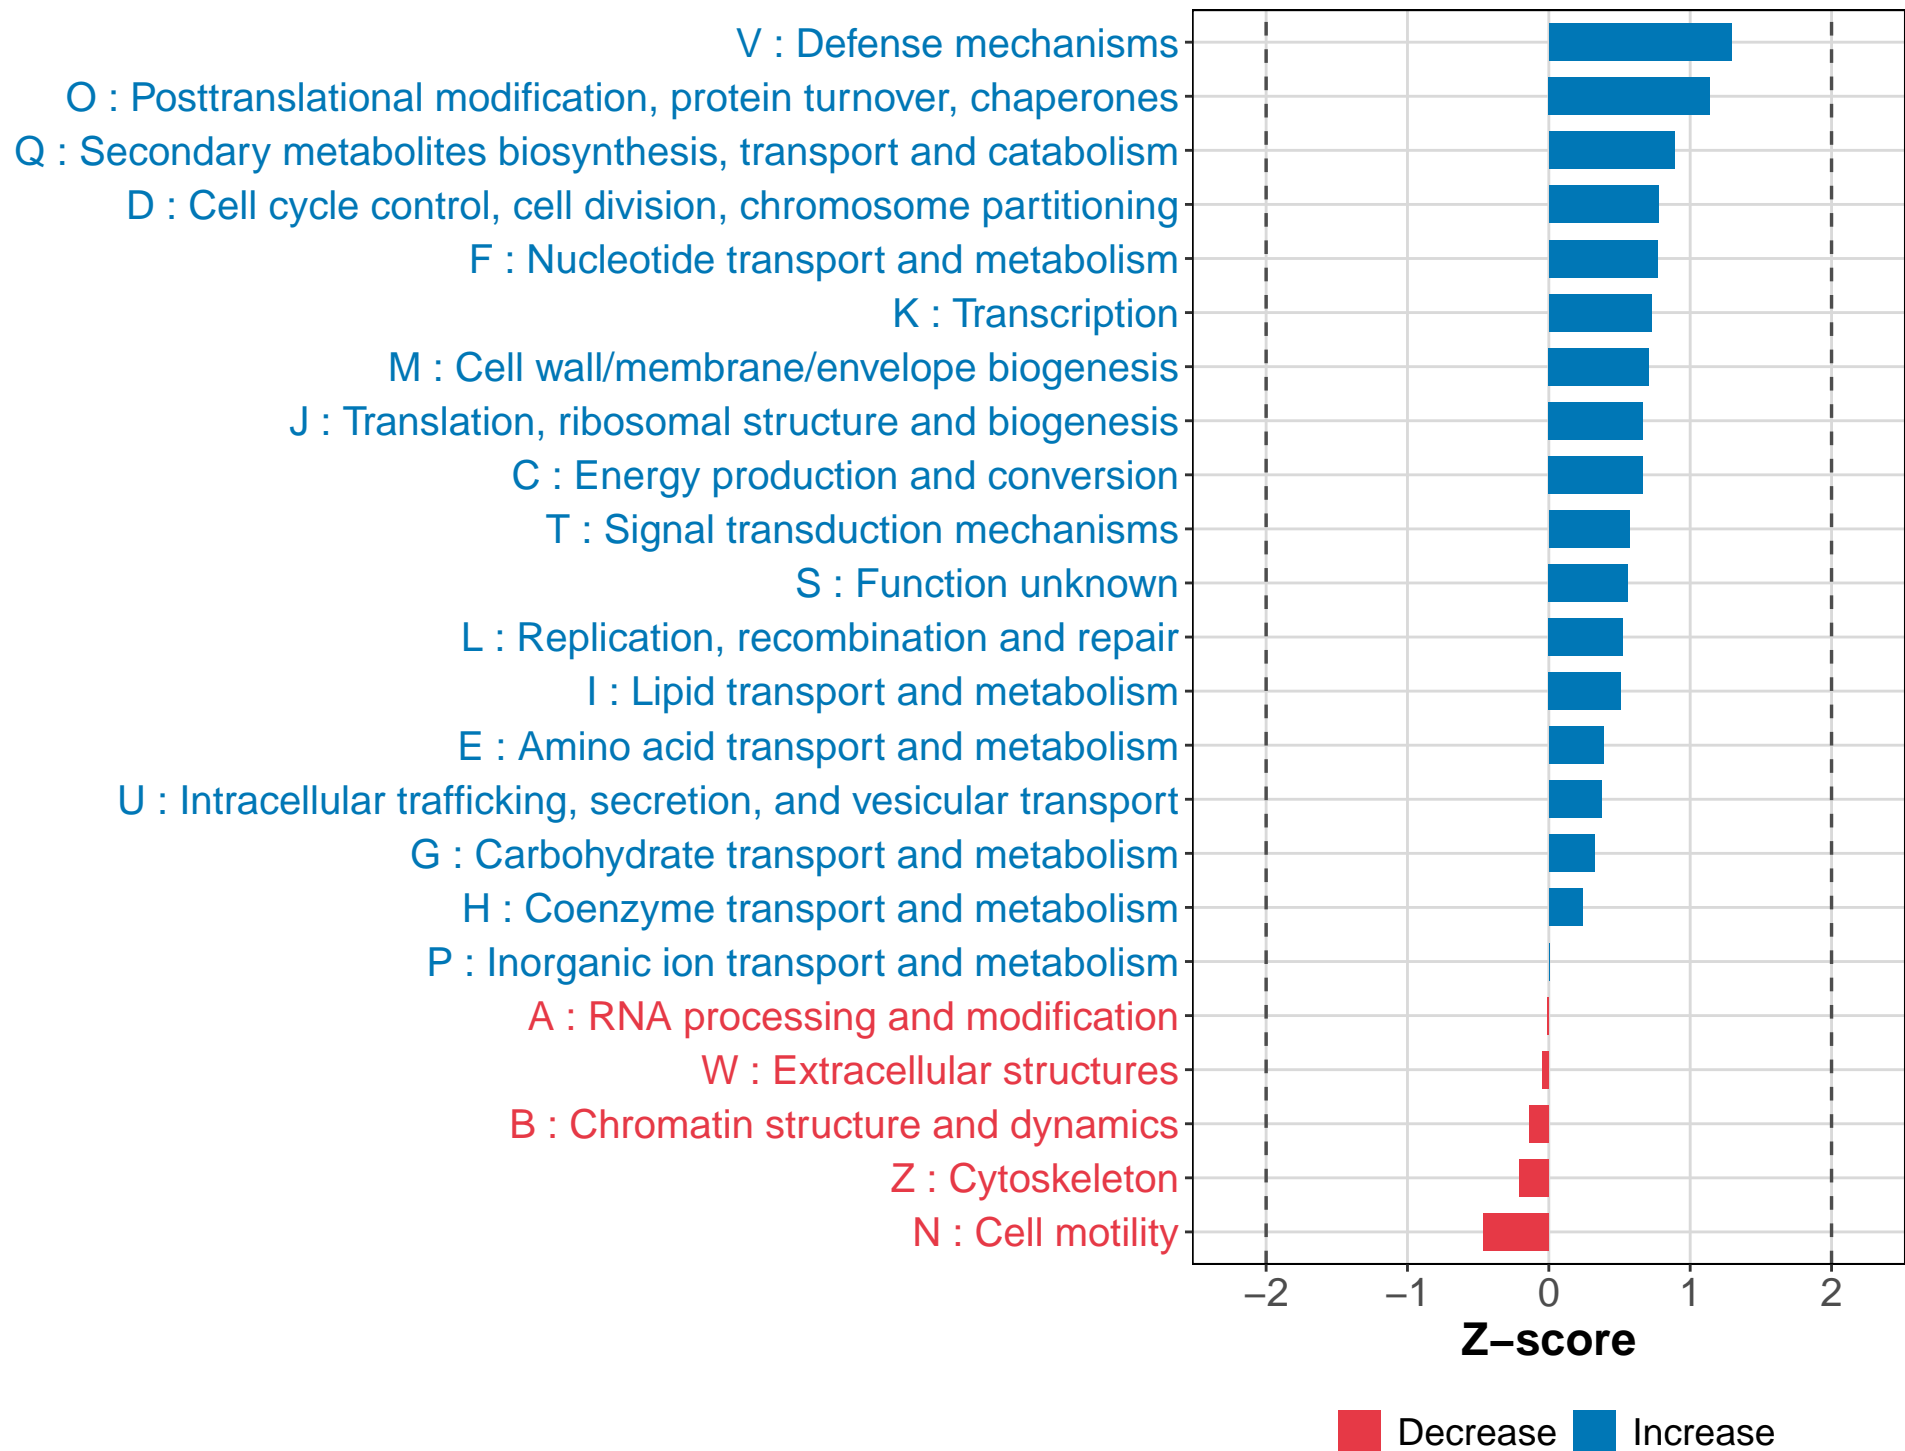 V : Defense mechanisms
O : Posttranslational modification, protein turnover, chaperones
Q : Secondary metabolites biosynthesis, transport and catabolism
D : Cell cycle control, cell division, chromosome partitioning
F : Nucleotide transport and metabolism
K : Transcription
M : Cell wall/membrane/envelope biogenesis
J : Translation, ribosomal structure and biogenesis
C : Energy production and conversion
T : Signal transduction mechanisms
S : Function unknown
L : Replication, recombination and repair
I : Lipid transport and metabolism
E : Amino acid transport and metabolism
U : Intracellular trafficking, secretion, and vesicular transport
G : Carbohydrate transport and metabolism
H : Coenzyme transport and metabolism
P : Inorganic ion transport and metabolism
A : RNA processing and modification
W : Extracellular structures
B : Chromatin structure and dynamics
Z : Cytoskeleton
N : Cell motility
−2 −1 0 1 2
Z−score
Decrease Increase